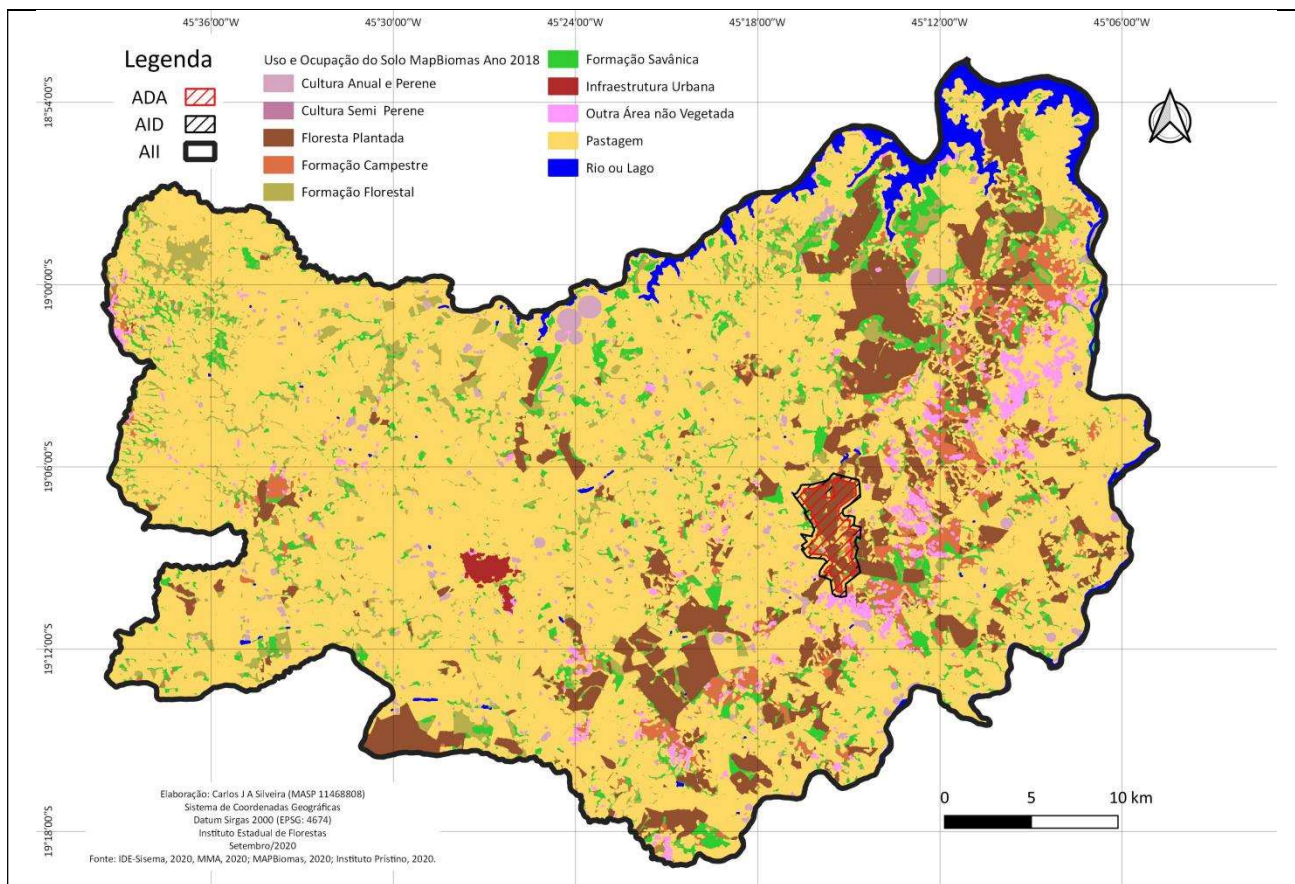 45°36'00"W 45°30'00"W 45°24'00"W 45°18'00"W 45°12'00"W 45°06'00"W
Legenda
ADA
AID
AII
Uso e Ocupação do Solo MapBiomas Ano 2018
Cultura Anual e Perene
Cultura Semi Perene
Floresta Plantada
Formação Campestre
Formação Florestal
Formação Savânica
Infraestrutura Urbana
Outra Área não Vegetada
Pastagem
Rio ou Lago
18°54'00"S
19°00'00"S
19°06'00"S
19°12'00"S
19°18'00"S
0 5 10 km
Elaboração: Carlos J A Silveira (MASP 11468808)
Sistema de Coordenadas Geográficas
Datum Sirgas 2000 (EPSG: 4674)
Instituto Estadual de Florestas
Setembro/2020
Fonte: IDE-Sisema, 2020, MMA, 2020; MAPBiomas, 2020; Instituto Prístino, 2020.